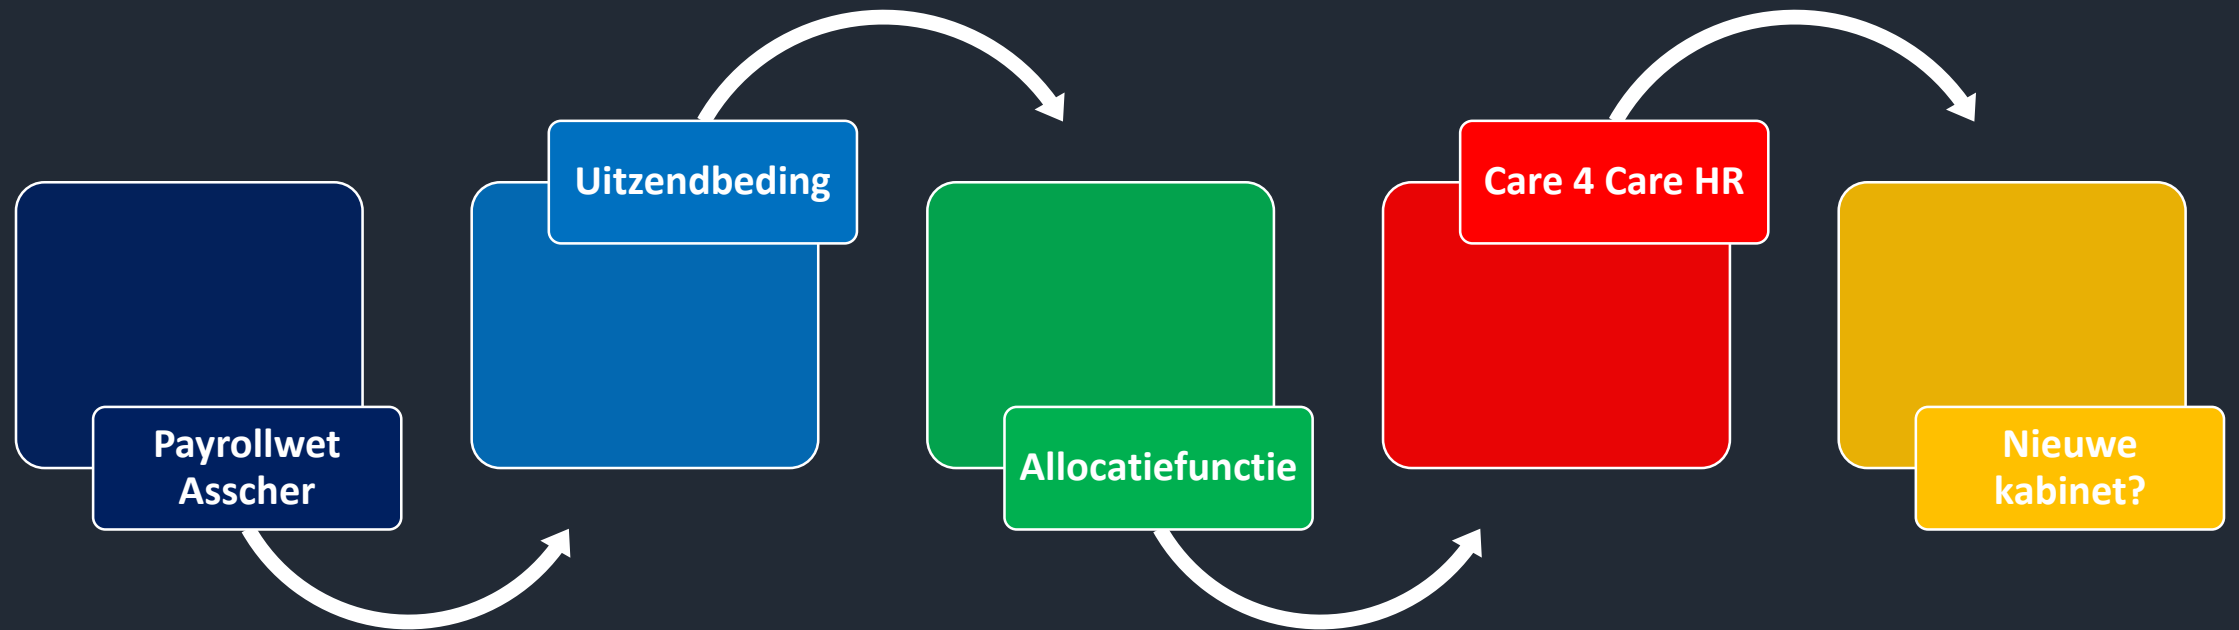 Payrollwet
Asscher
Uitzendbeding
Allocatiefunctie
Care 4 Care HR
Nieuwe
kabinet?